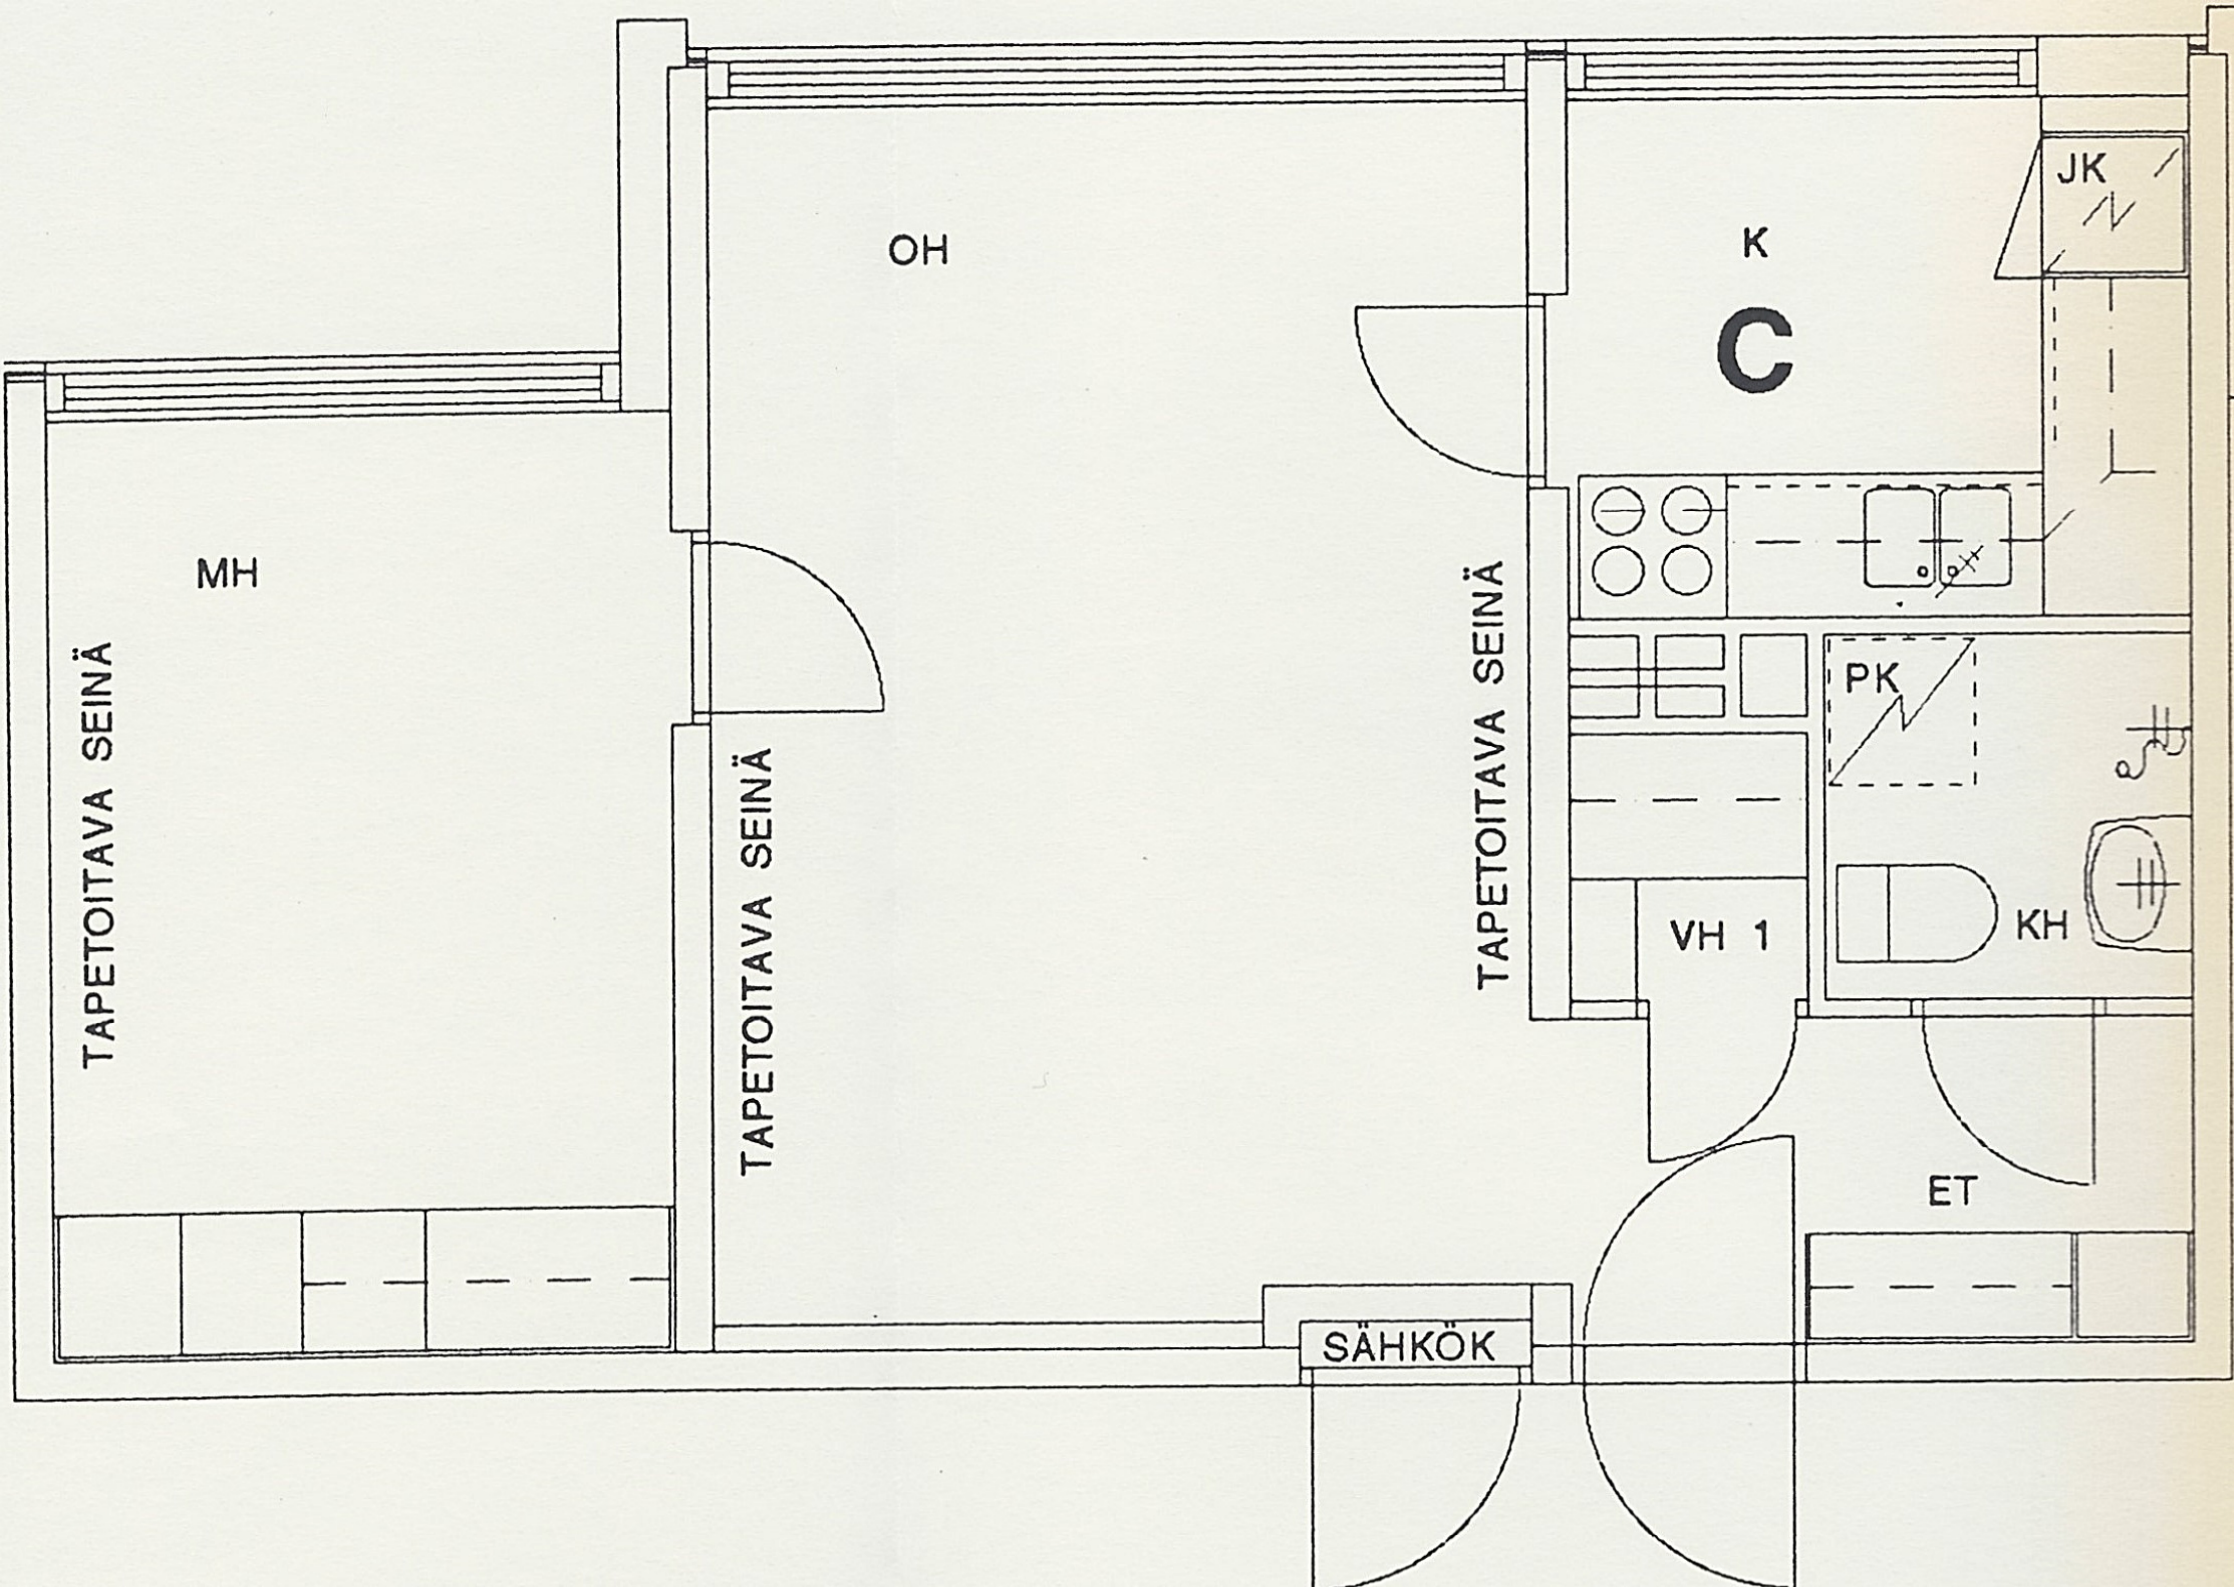 JK
OH
K
C
MH
TAPETOITAVA SEINÄ
TAPETOITAVA SEINÄ
TAPETOITAVA SEINÄ
PK
VH 1
KH
ET
SÄHKÖK